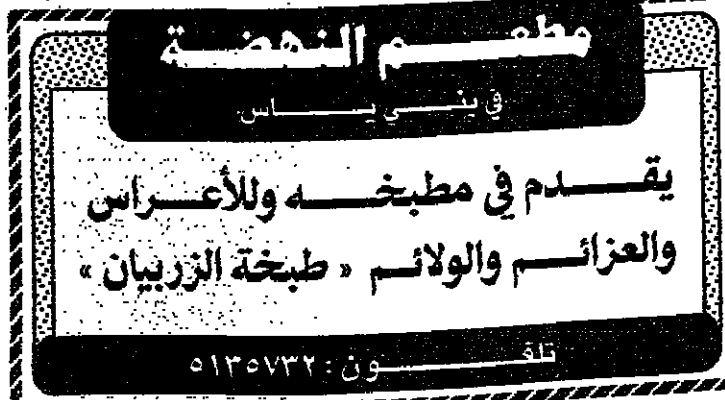 مطعم النهضة
في بني ياس
يقدم في مطبخه وللأعراس
والعزائم والولائم « طبخة الزربيان »
تلفون : ٥١٣٥٧٣٢